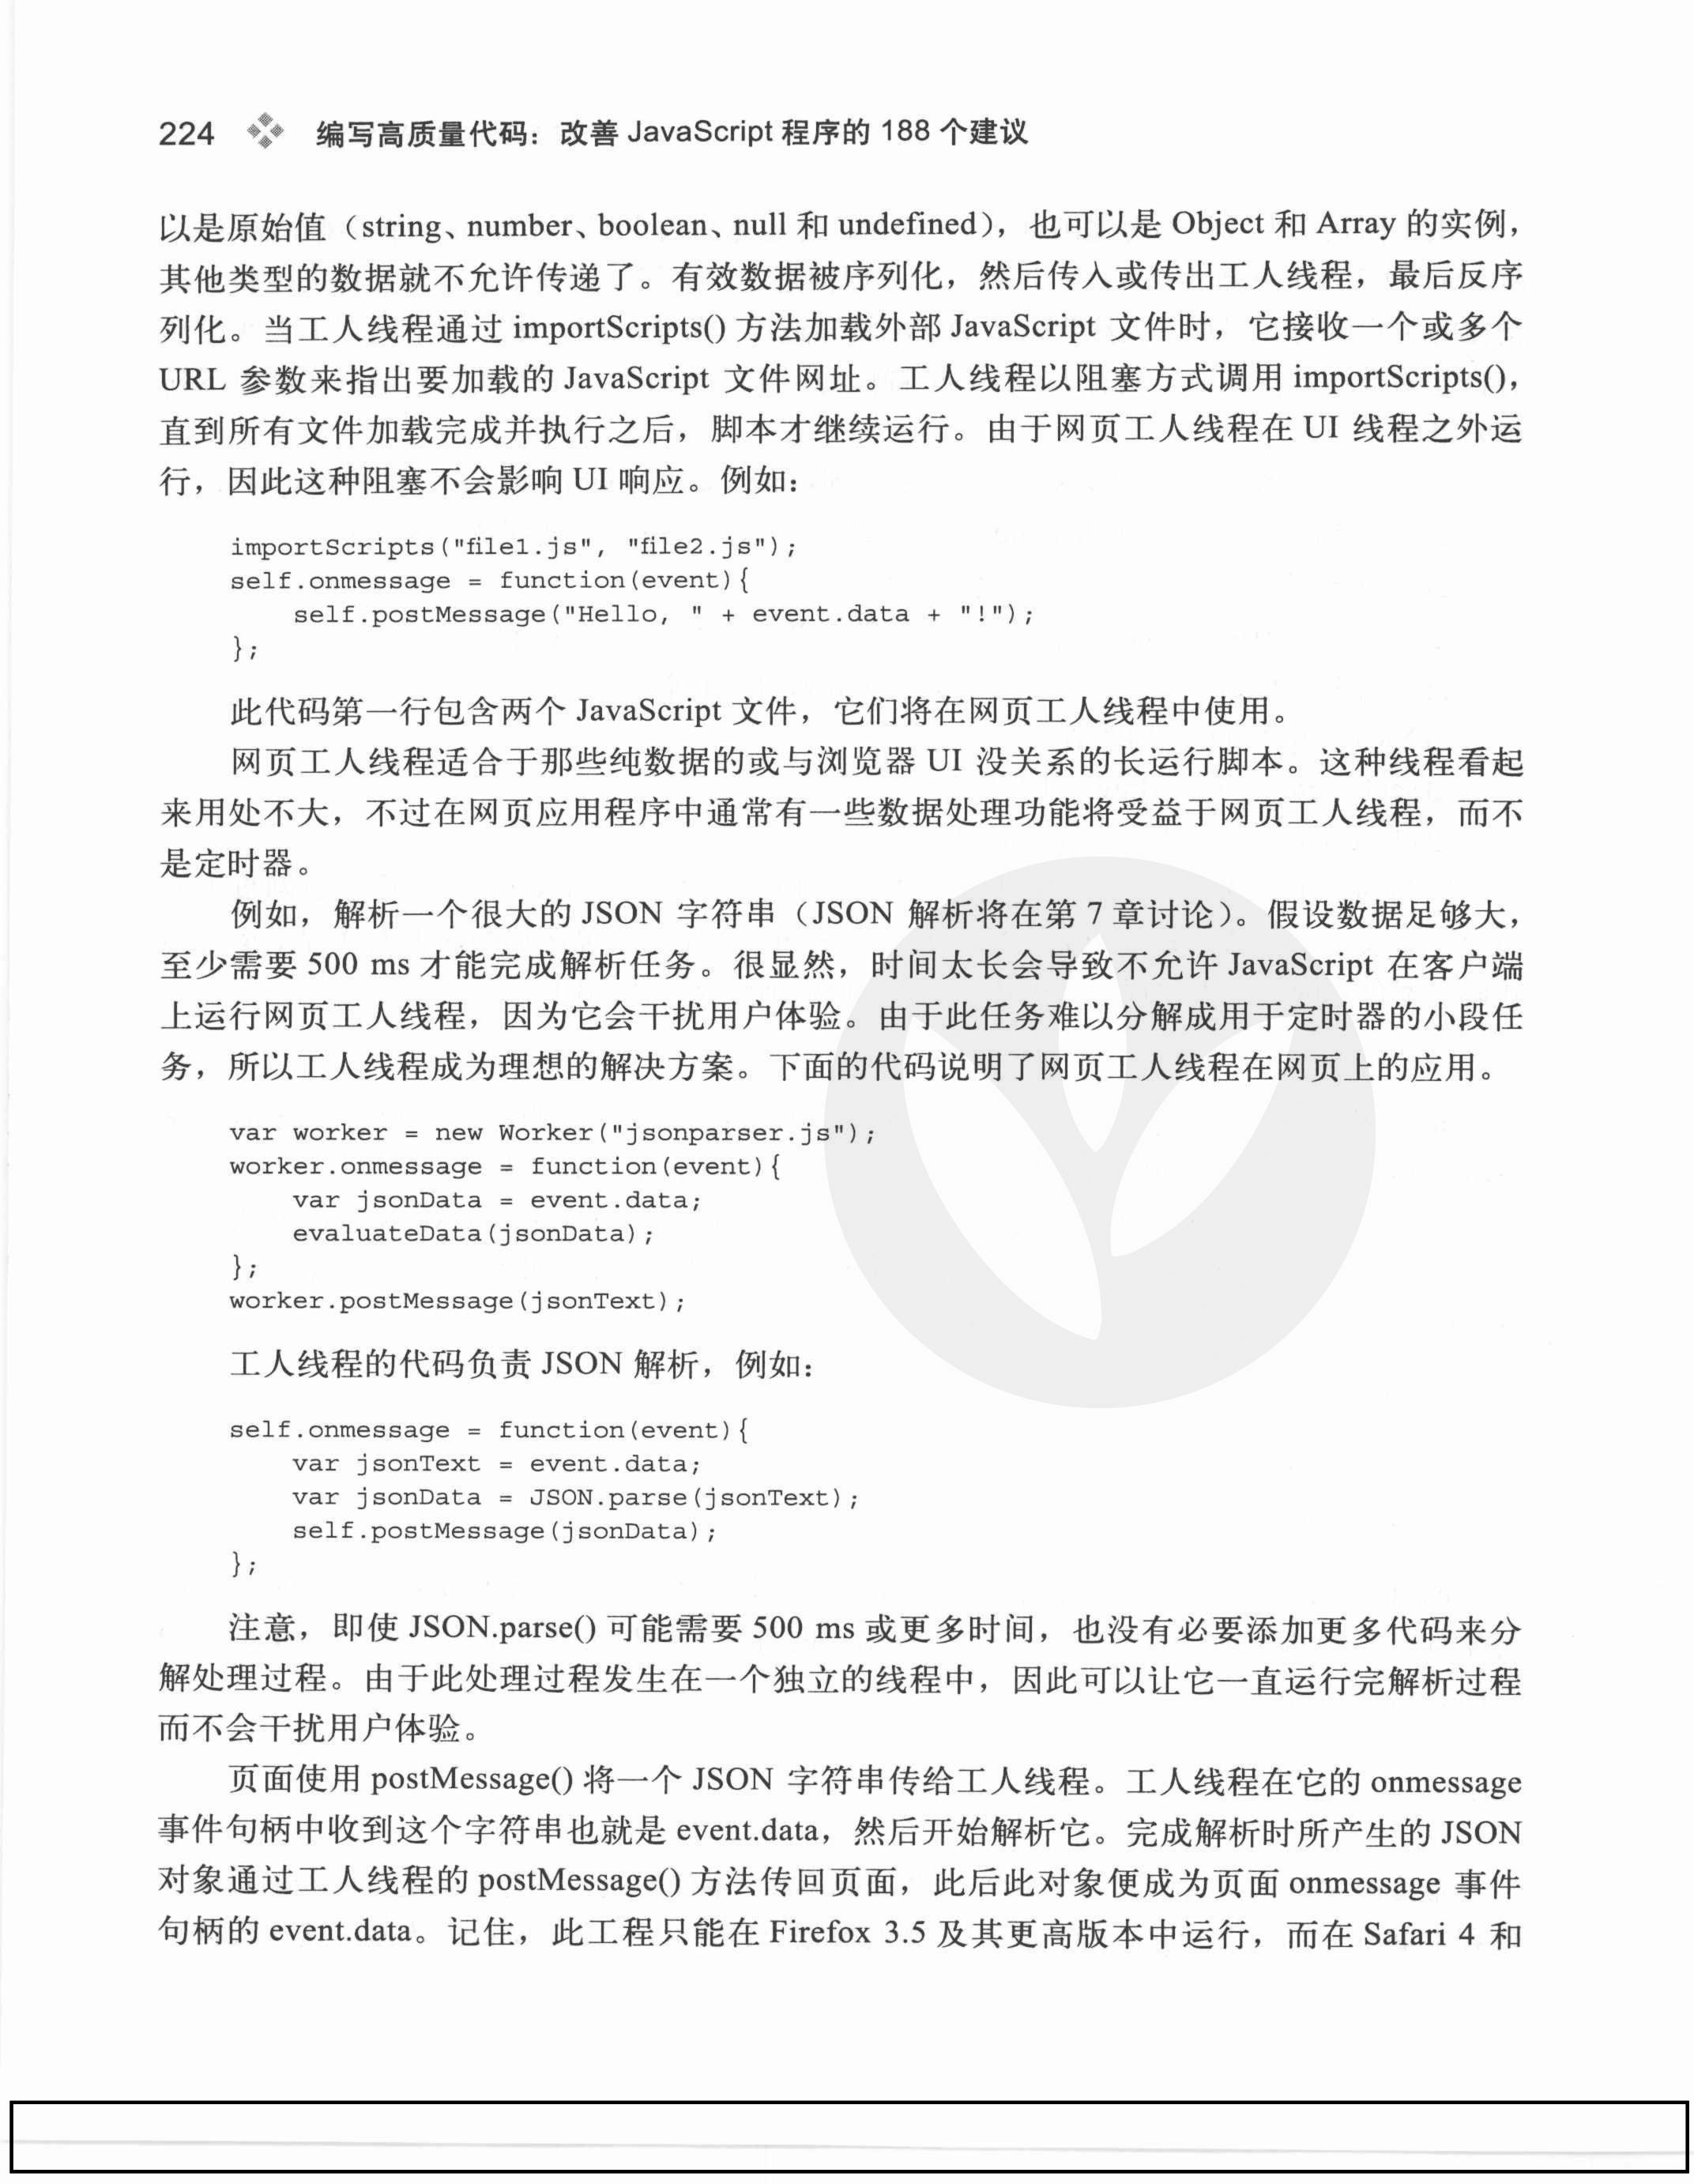 224 编写高质量代码：改善 JavaScript 程序的 188 个建议
以是原始值（string、number、boolean、null 和 undefined），也可以是 Object 和 Array 的实例，
其他类型的数据就不允许传递了。有效数据被序列化，然后传入或传出工人线程，最后反序
列化。当工人线程通过 importScripts() 方法加载外部 JavaScript 文件时，它接收一个或多个
URL 参数来指出要加载的 JavaScript 文件网址。工人线程以阻塞方式调用 importScripts()，
直到所有文件加载完成并执行之后，脚本才继续运行。由于网页工人线程在 UI 线程之外运
行，因此这种阻塞不会影响 UI 响应。例如：
importScripts("file1.js", "file2.js");
self.onmessage = function(event){
    self.postMessage("Hello, " + event.data + "!");
};
此代码第一行包含两个 JavaScript 文件，它们将在网页工人线程中使用。
网页工人线程适合于那些纯数据的或与浏览器 UI 没关系的长运行脚本。这种线程看起
来用处不大，不过在网页应用程序中通常有一些数据处理功能将受益于网页工人线程，而不
是定时器。
例如，解析一个很大的 JSON 字符串（JSON 解析将在第 7 章讨论）。假设数据足够大，
至少需要 500 ms 才能完成解析任务。很显然，时间太长会导致不允许 JavaScript 在客户端
上运行网页工人线程，因为它会干扰用户体验。由于此任务难以分解成用于定时器的小段任
务，所以工人线程成为理想的解决方案。下面的代码说明了网页工人线程在网页上的应用。
var worker = new Worker("jsonparser.js");
worker.onmessage = function(event){
    var jsonData = event.data;
    evaluateData(jsonData);
};
worker.postMessage(jsonText);
工人线程的代码负责 JSON 解析，例如：
self.onmessage = function(event){
    var jsonText = event.data;
    var jsonData = JSON.parse(jsonText);
    self.postMessage(jsonData);
};
注意，即使 JSON.parse() 可能需要 500 ms 或更多时间，也没有必要添加更多代码来分
解处理过程。由于此处理过程发生在一个独立的线程中，因此可以让它一直运行完解析过程
而不会干扰用户体验。
页面使用 postMessage() 将一个 JSON 字符串传给工人线程。工人线程在它的 onmessage
事件句柄中收到这个字符串也就是 event.data，然后开始解析它。完成解析时所产生的 JSON
对象通过工人线程的 postMessage() 方法传回页面，此后此对象便成为页面 onmessage 事件
句柄的 event.data。记住，此工程只能在 Firefox 3.5 及其更高版本中运行，而在 Safari 4 和